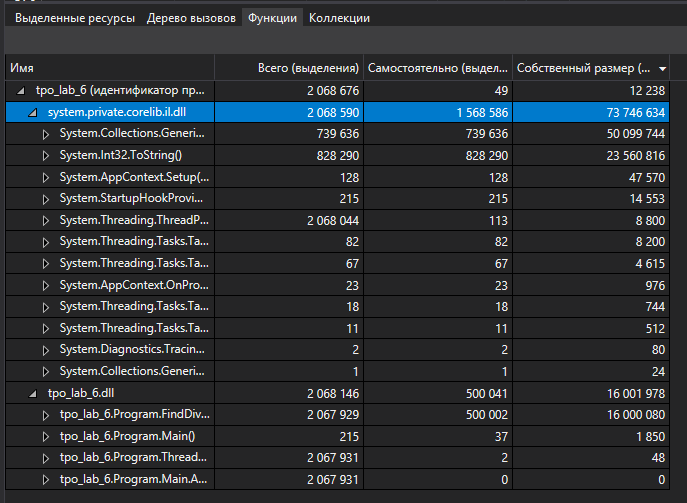 Выделенные ресурсы Дерево вызовов Функции Коллекции
Имя Всего (выделения) Самостоятельно (выдел... Собственный размер (...
tpo_lab_6 (идентификатор пр... 2 068 676 49 12 238
system.private.corelib.il.dll 2 068 590 1 568 586 73 746 634
System.Collections.Generi... 739 636 739 636 50 099 744
System.Int32.ToString() 828 290 828 290 23 560 816
System.AppContext.Setup(... 128 128 47 570
System.StartupHookProvi... 215 215 14 553
System.Threading.ThreadP... 2 068 044 113 8 800
System.Threading.Tasks.Ta... 82 82 8 200
System.Threading.Tasks.Ta... 67 67 4 615
System.AppContext.OnPro... 23 23 976
System.Threading.Tasks.Ta... 18 18 744
System.Threading.Tasks.Ta... 11 11 512
System.Diagnostics.Tracin... 2 2 80
System.Collections.Generi... 1 1 24
tpo_lab_6.dll 2 068 146 500 041 16 001 978
tpo_lab_6.Program.FindDiv... 2 067 929 500 002 16 000 080
tpo_lab_6.Program.Main() 215 37 1 850
tpo_lab_6.Program.Thread... 2 067 931 2 48
tpo_lab_6.Program.Main.A... 2 067 931 0 0